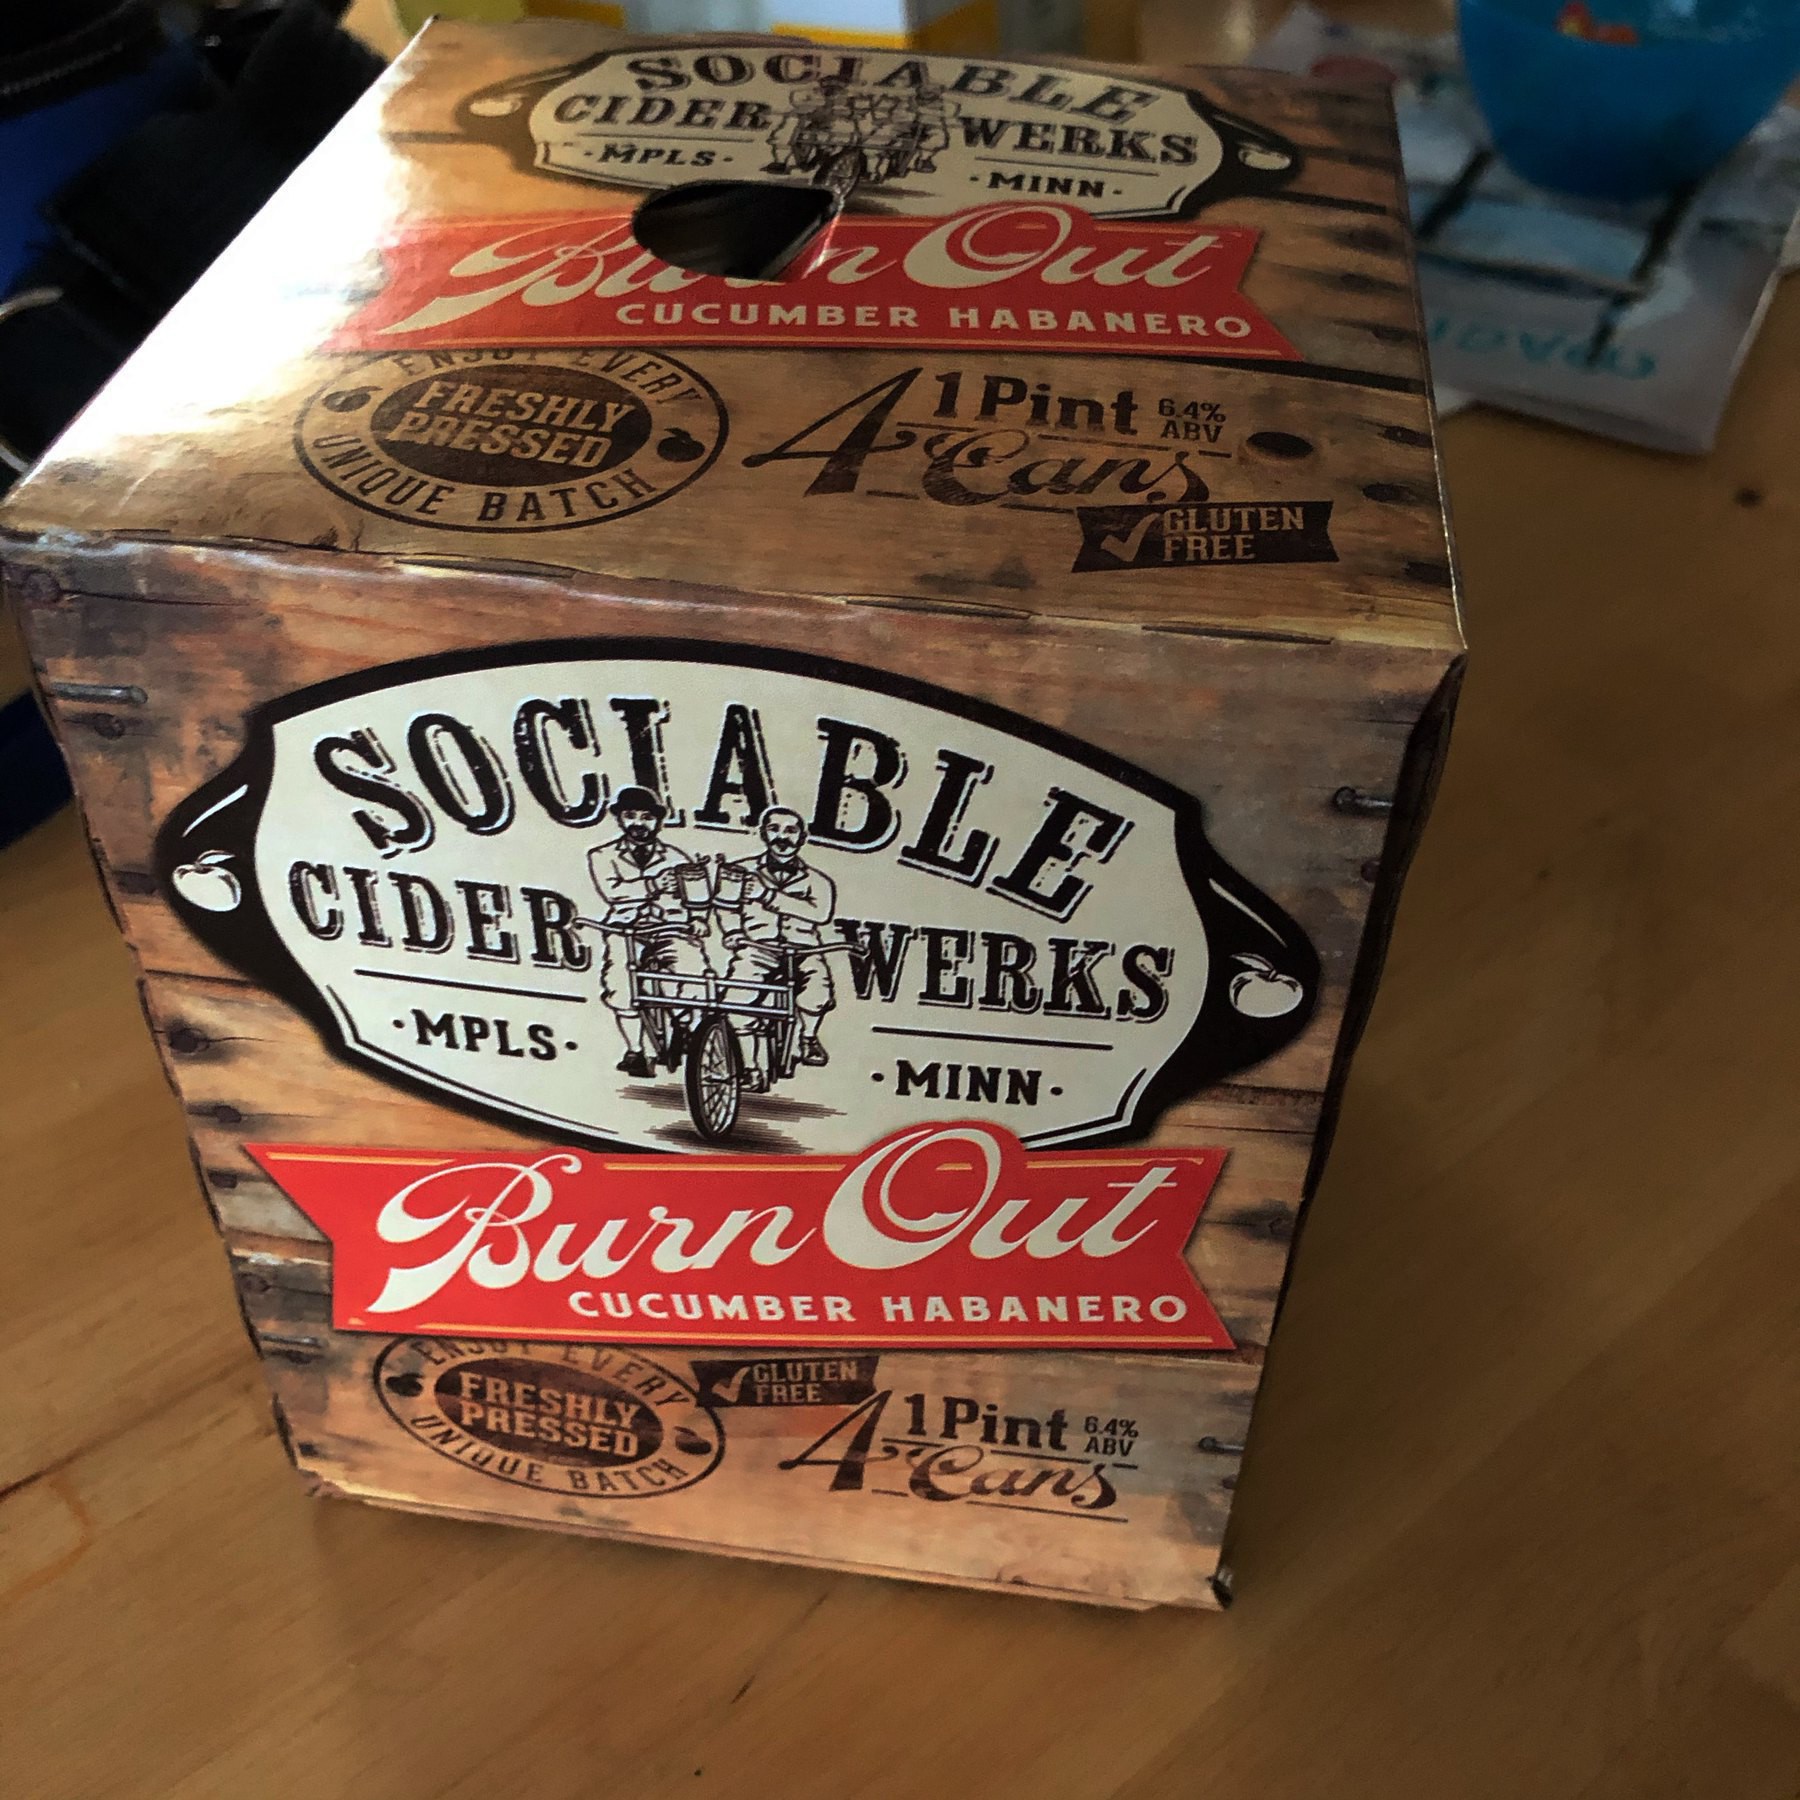 SOCIABLE
CIDER WERKS
·MPLS·
·MINN·
Burn Out
CUCUMBER HABANERO
ENJOY EVERY
FRESHLY
PRESSED
UNIQUE BATCH
4 1 Pint 6.4% ABV
Cans
GLUTEN
FREE
SOCIABLE
CIDER WERKS
·MPLS·
·MINN·
Burn Out
CUCUMBER HABANERO
ENJOY EVERY
FRESHLY
PRESSED
UNIQUE BATCH
GLUTEN
FREE
4 1 Pint 6.4% ABV
Cans